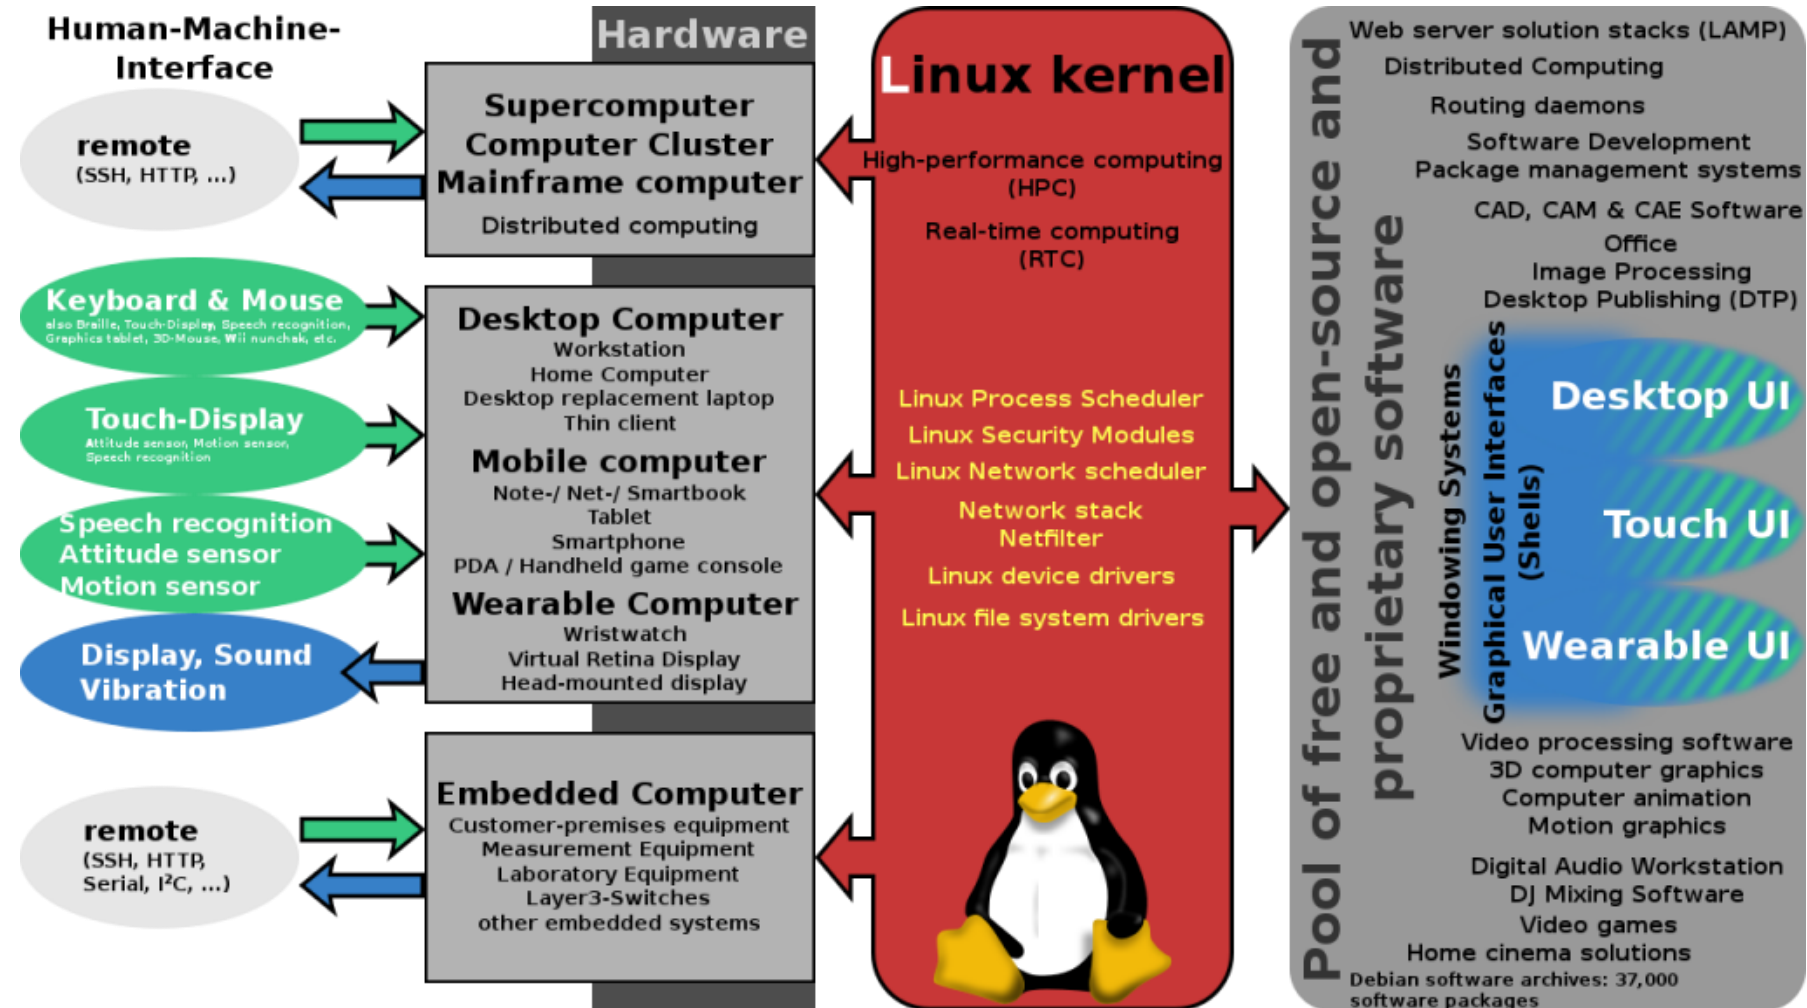 Human-Machine-
Interface
remote
(SSH, HTTP, ...)
Keyboard & Mouse
also Braille, Touch-Display, Speech recognition,
Graphics tablet, 3D-Mouse, Wii nunchak, etc.
Touch-Display
Attitude sensor, Motion sensor,
Speech recognition
Speech recognition
Attitude sensor
Motion sensor
Display, Sound
Vibration
remote
(SSH, HTTP,
Serial, I²C, ...)
Hardware
Supercomputer
Computer Cluster
Mainframe computer
Distributed computing
Desktop Computer
Workstation
Home Computer
Desktop replacement laptop
Thin client
Mobile computer
Note-/ Net-/ Smartbook
Tablet
Smartphone
PDA / Handheld game console
Wearable Computer
Wristwatch
Virtual Retina Display
Head-mounted display
Embedded Computer
Customer-premises equipment
Measurement Equipment
Laboratory Equipment
Layer3-Switches
other embedded systems
Linux kernel
High-performance computing
(HPC)
Real-time computing
(RTC)
Linux Process Scheduler
Linux Security Modules
Linux Network scheduler
Network stack
Netfilter
Linux device drivers
Linux file system drivers
Pool of free and open-source and
proprietary software
Web server solution stacks (LAMP)
Distributed Computing
Routing daemons
Software Development
Package management systems
CAD, CAM & CAE Software
Office
Image Processing
Desktop Publishing (DTP)
Windowing Systems
Graphical User Interfaces
(Shells)
Desktop UI
Touch UI
Wearable UI
Video processing software
3D computer graphics
Computer animation
Motion graphics
Digital Audio Workstation
DJ Mixing Software
Video games
Home cinema solutions
Debian software archives: 37,000
software packages